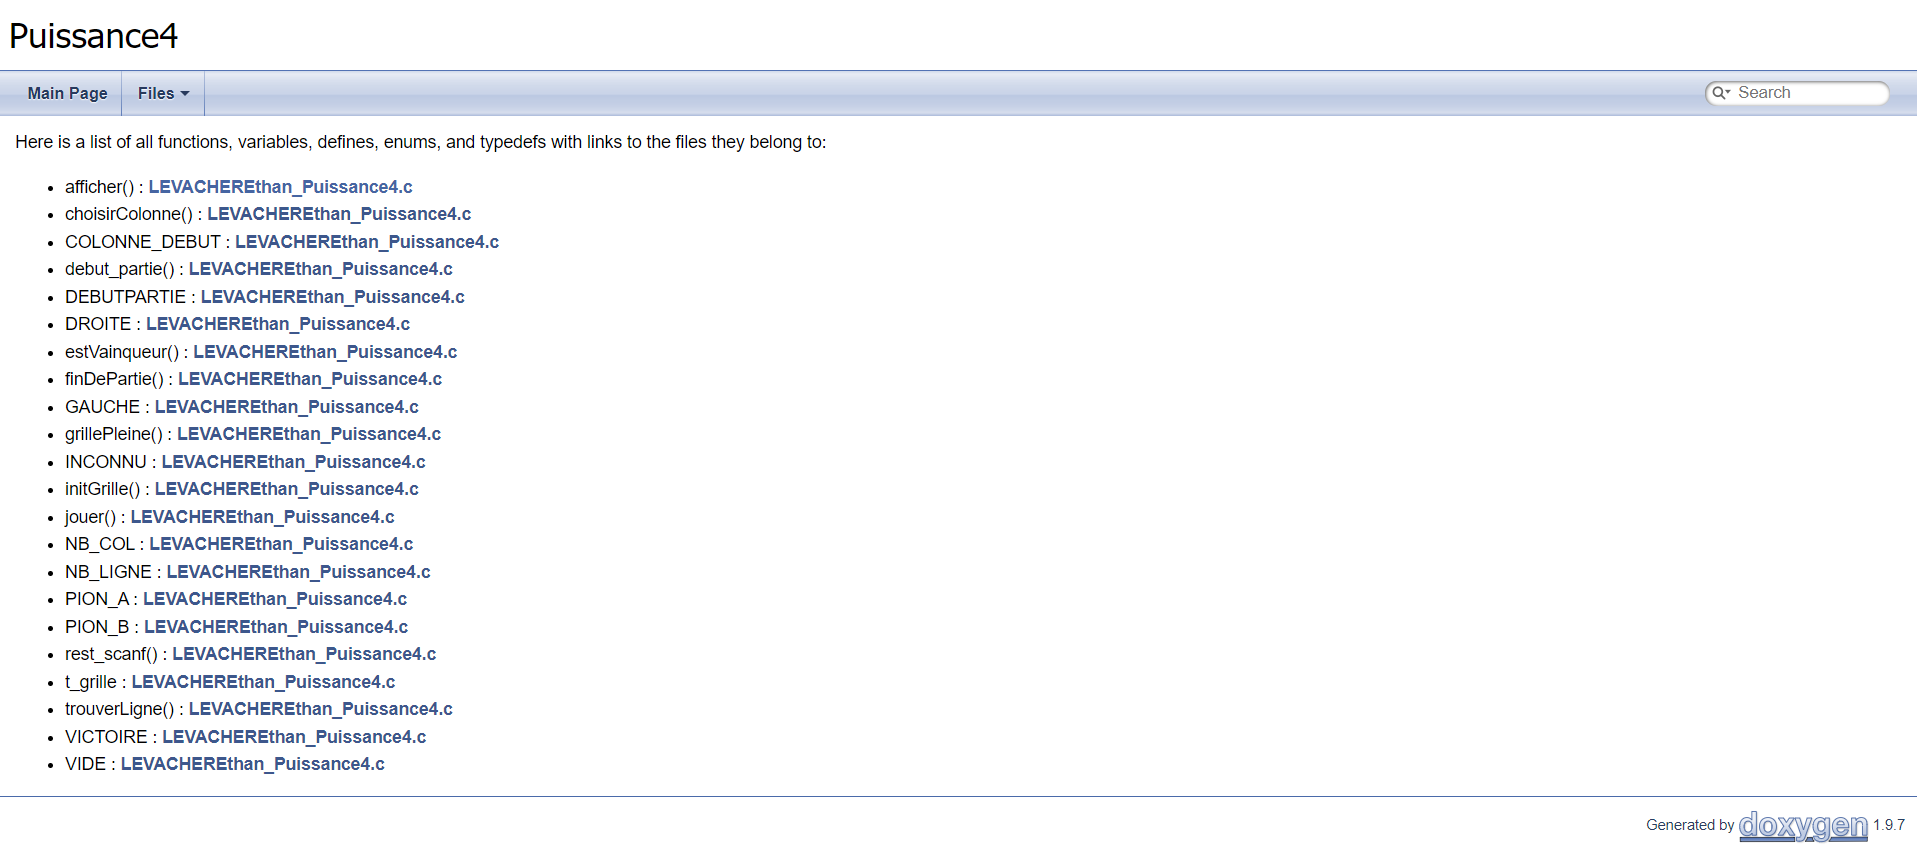 Puissance4
Main Page Files Search
Here is a list of all functions, variables, defines, enums, and typedefs with links to the files they belong to:
• afficher() : LEVACHEREthan_Puissance4.c
• choisirColonne() : LEVACHEREthan_Puissance4.c
• COLONNE_DEBUT : LEVACHEREthan_Puissance4.c
• debut_partie() : LEVACHEREthan_Puissance4.c
• DEBUTPARTIE : LEVACHEREthan_Puissance4.c
• DROITE : LEVACHEREthan_Puissance4.c
• estVainqueur() : LEVACHEREthan_Puissance4.c
• finDePartie() : LEVACHEREthan_Puissance4.c
• GAUCHE : LEVACHEREthan_Puissance4.c
• grillePleine() : LEVACHEREthan_Puissance4.c
• INCONNU : LEVACHEREthan_Puissance4.c
• initGrille() : LEVACHEREthan_Puissance4.c
• jouer() : LEVACHEREthan_Puissance4.c
• NB_COL : LEVACHEREthan_Puissance4.c
• NB_LIGNE : LEVACHEREthan_Puissance4.c
• PION_A : LEVACHEREthan_Puissance4.c
• PION_B : LEVACHEREthan_Puissance4.c
• rest_scanf() : LEVACHEREthan_Puissance4.c
• t_grille : LEVACHEREthan_Puissance4.c
• trouverLigne() : LEVACHEREthan_Puissance4.c
• VICTOIRE : LEVACHEREthan_Puissance4.c
• VIDE : LEVACHEREthan_Puissance4.c
Generated by doxygen 1.9.7